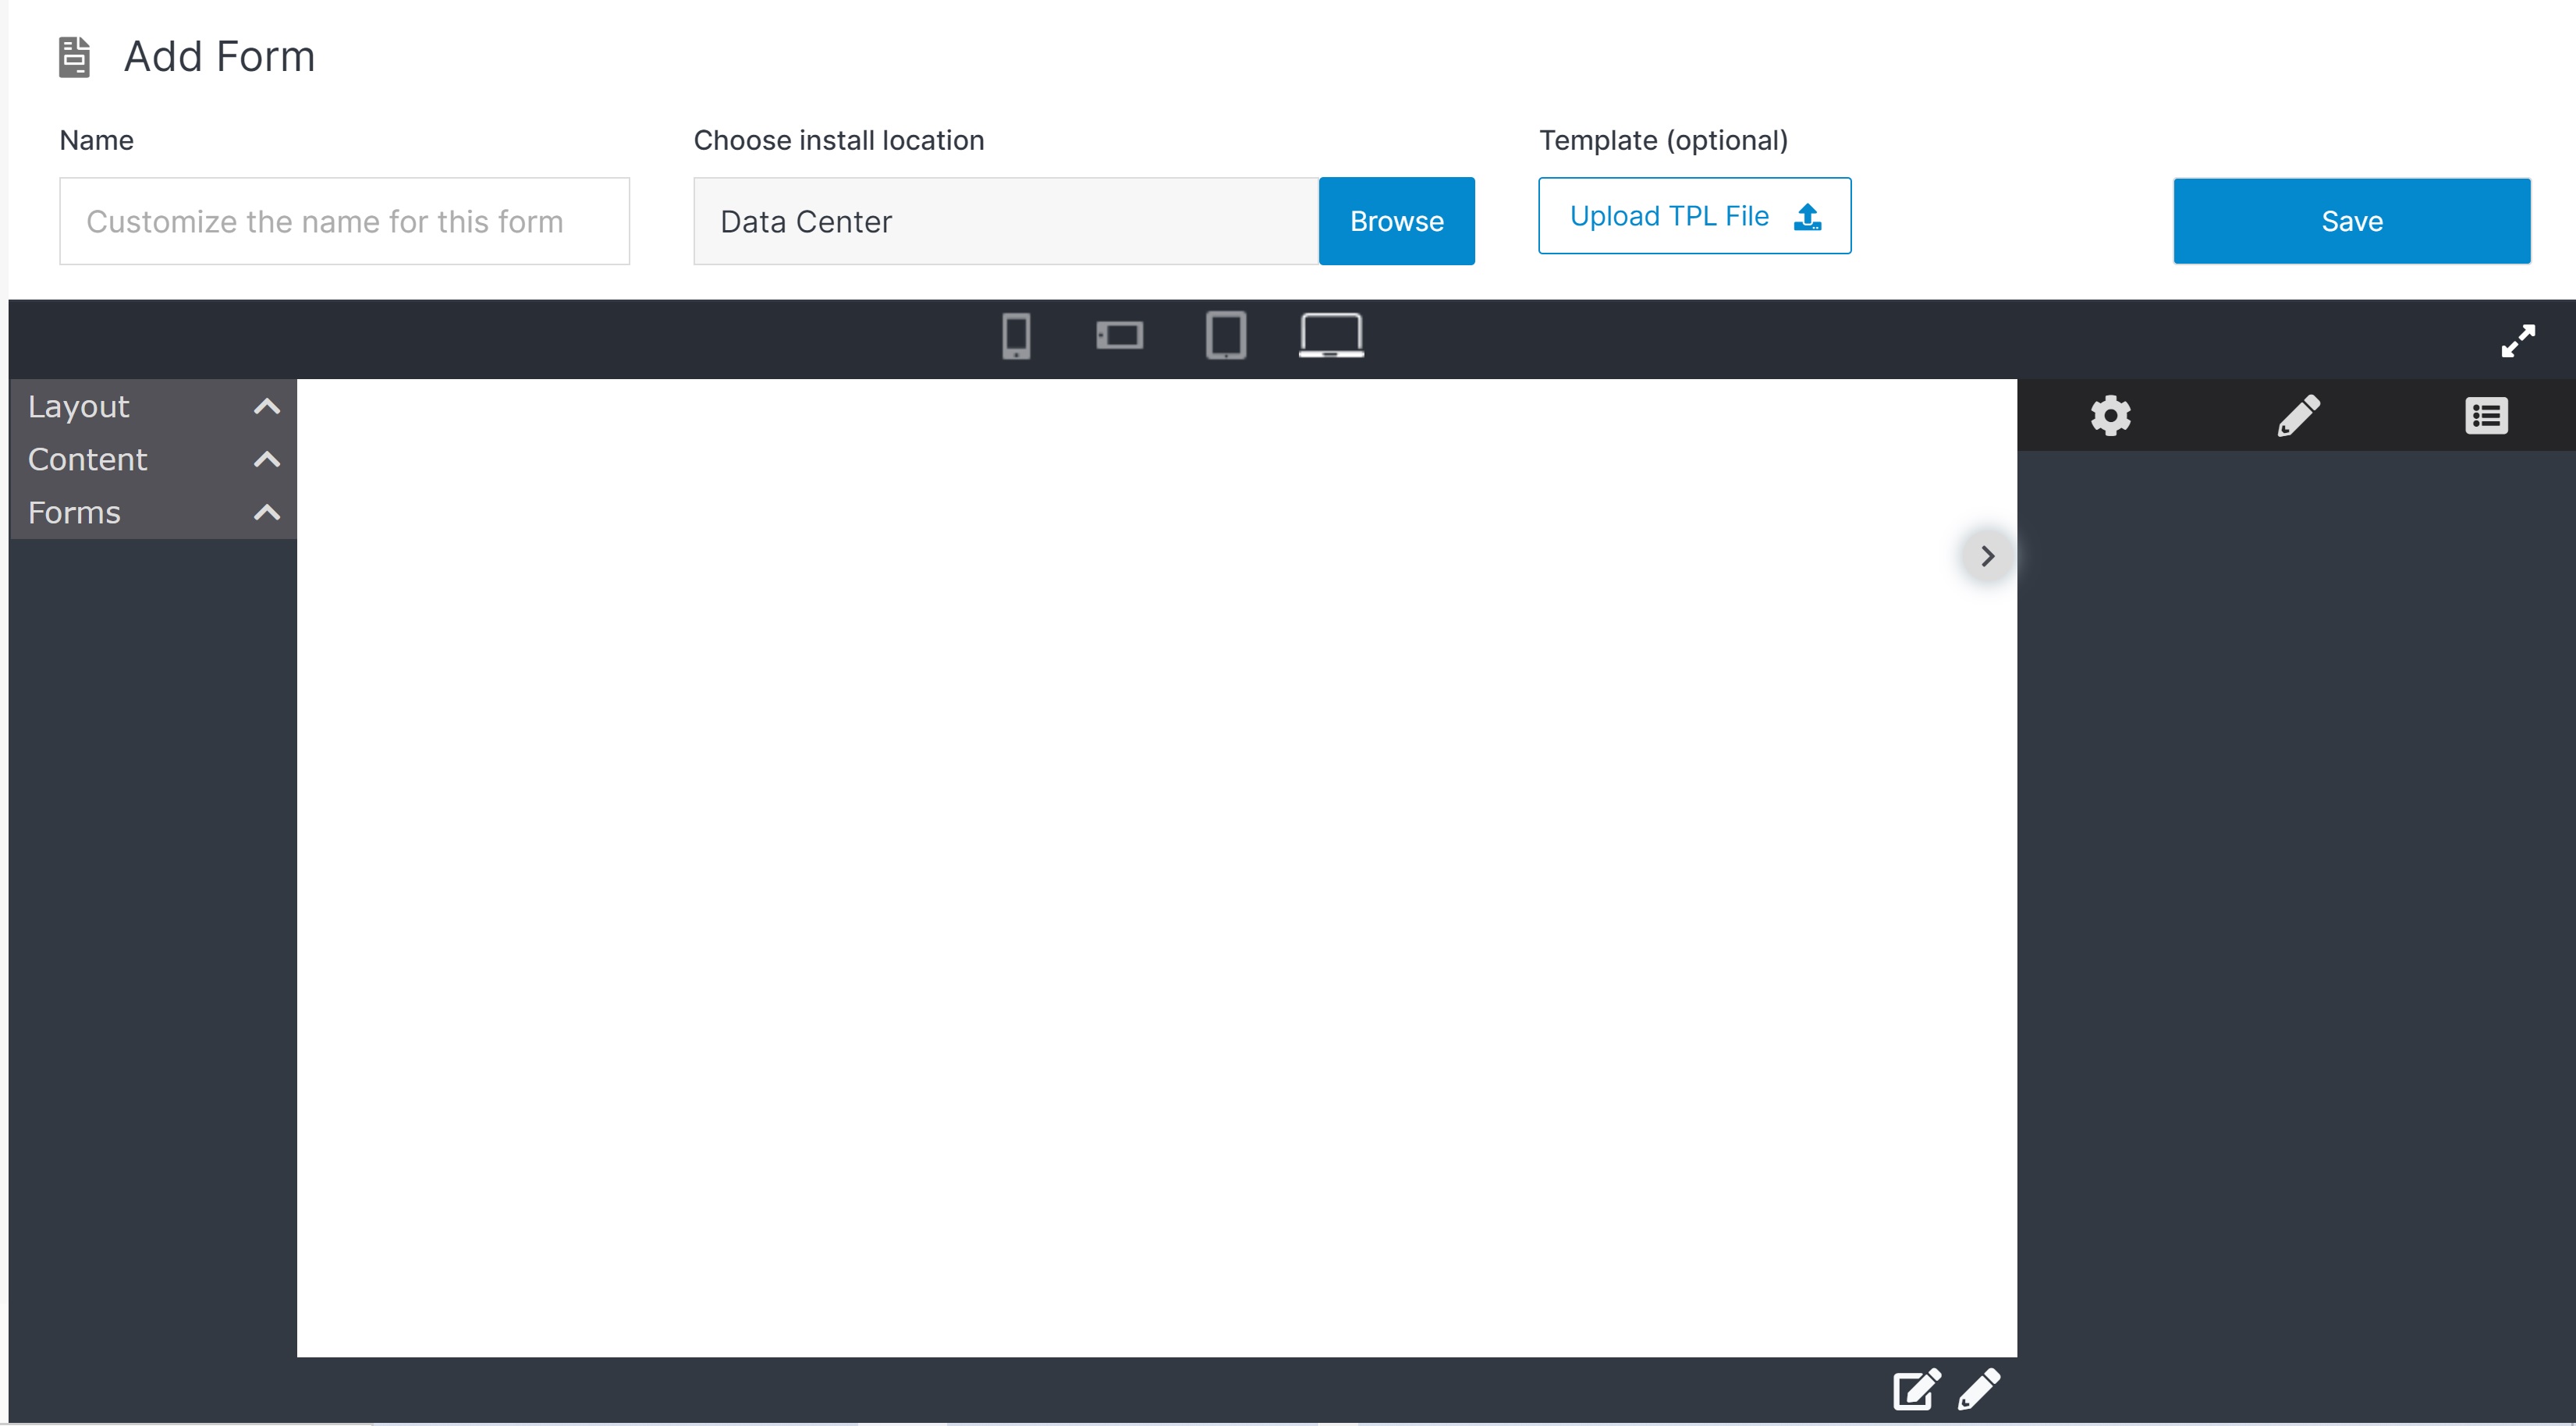 Add Form
Name
Choose install location
Template (optional)
Customize the name for this form
Data Center
Browse
Upload TPL File
Save
Layout
Content
Forms